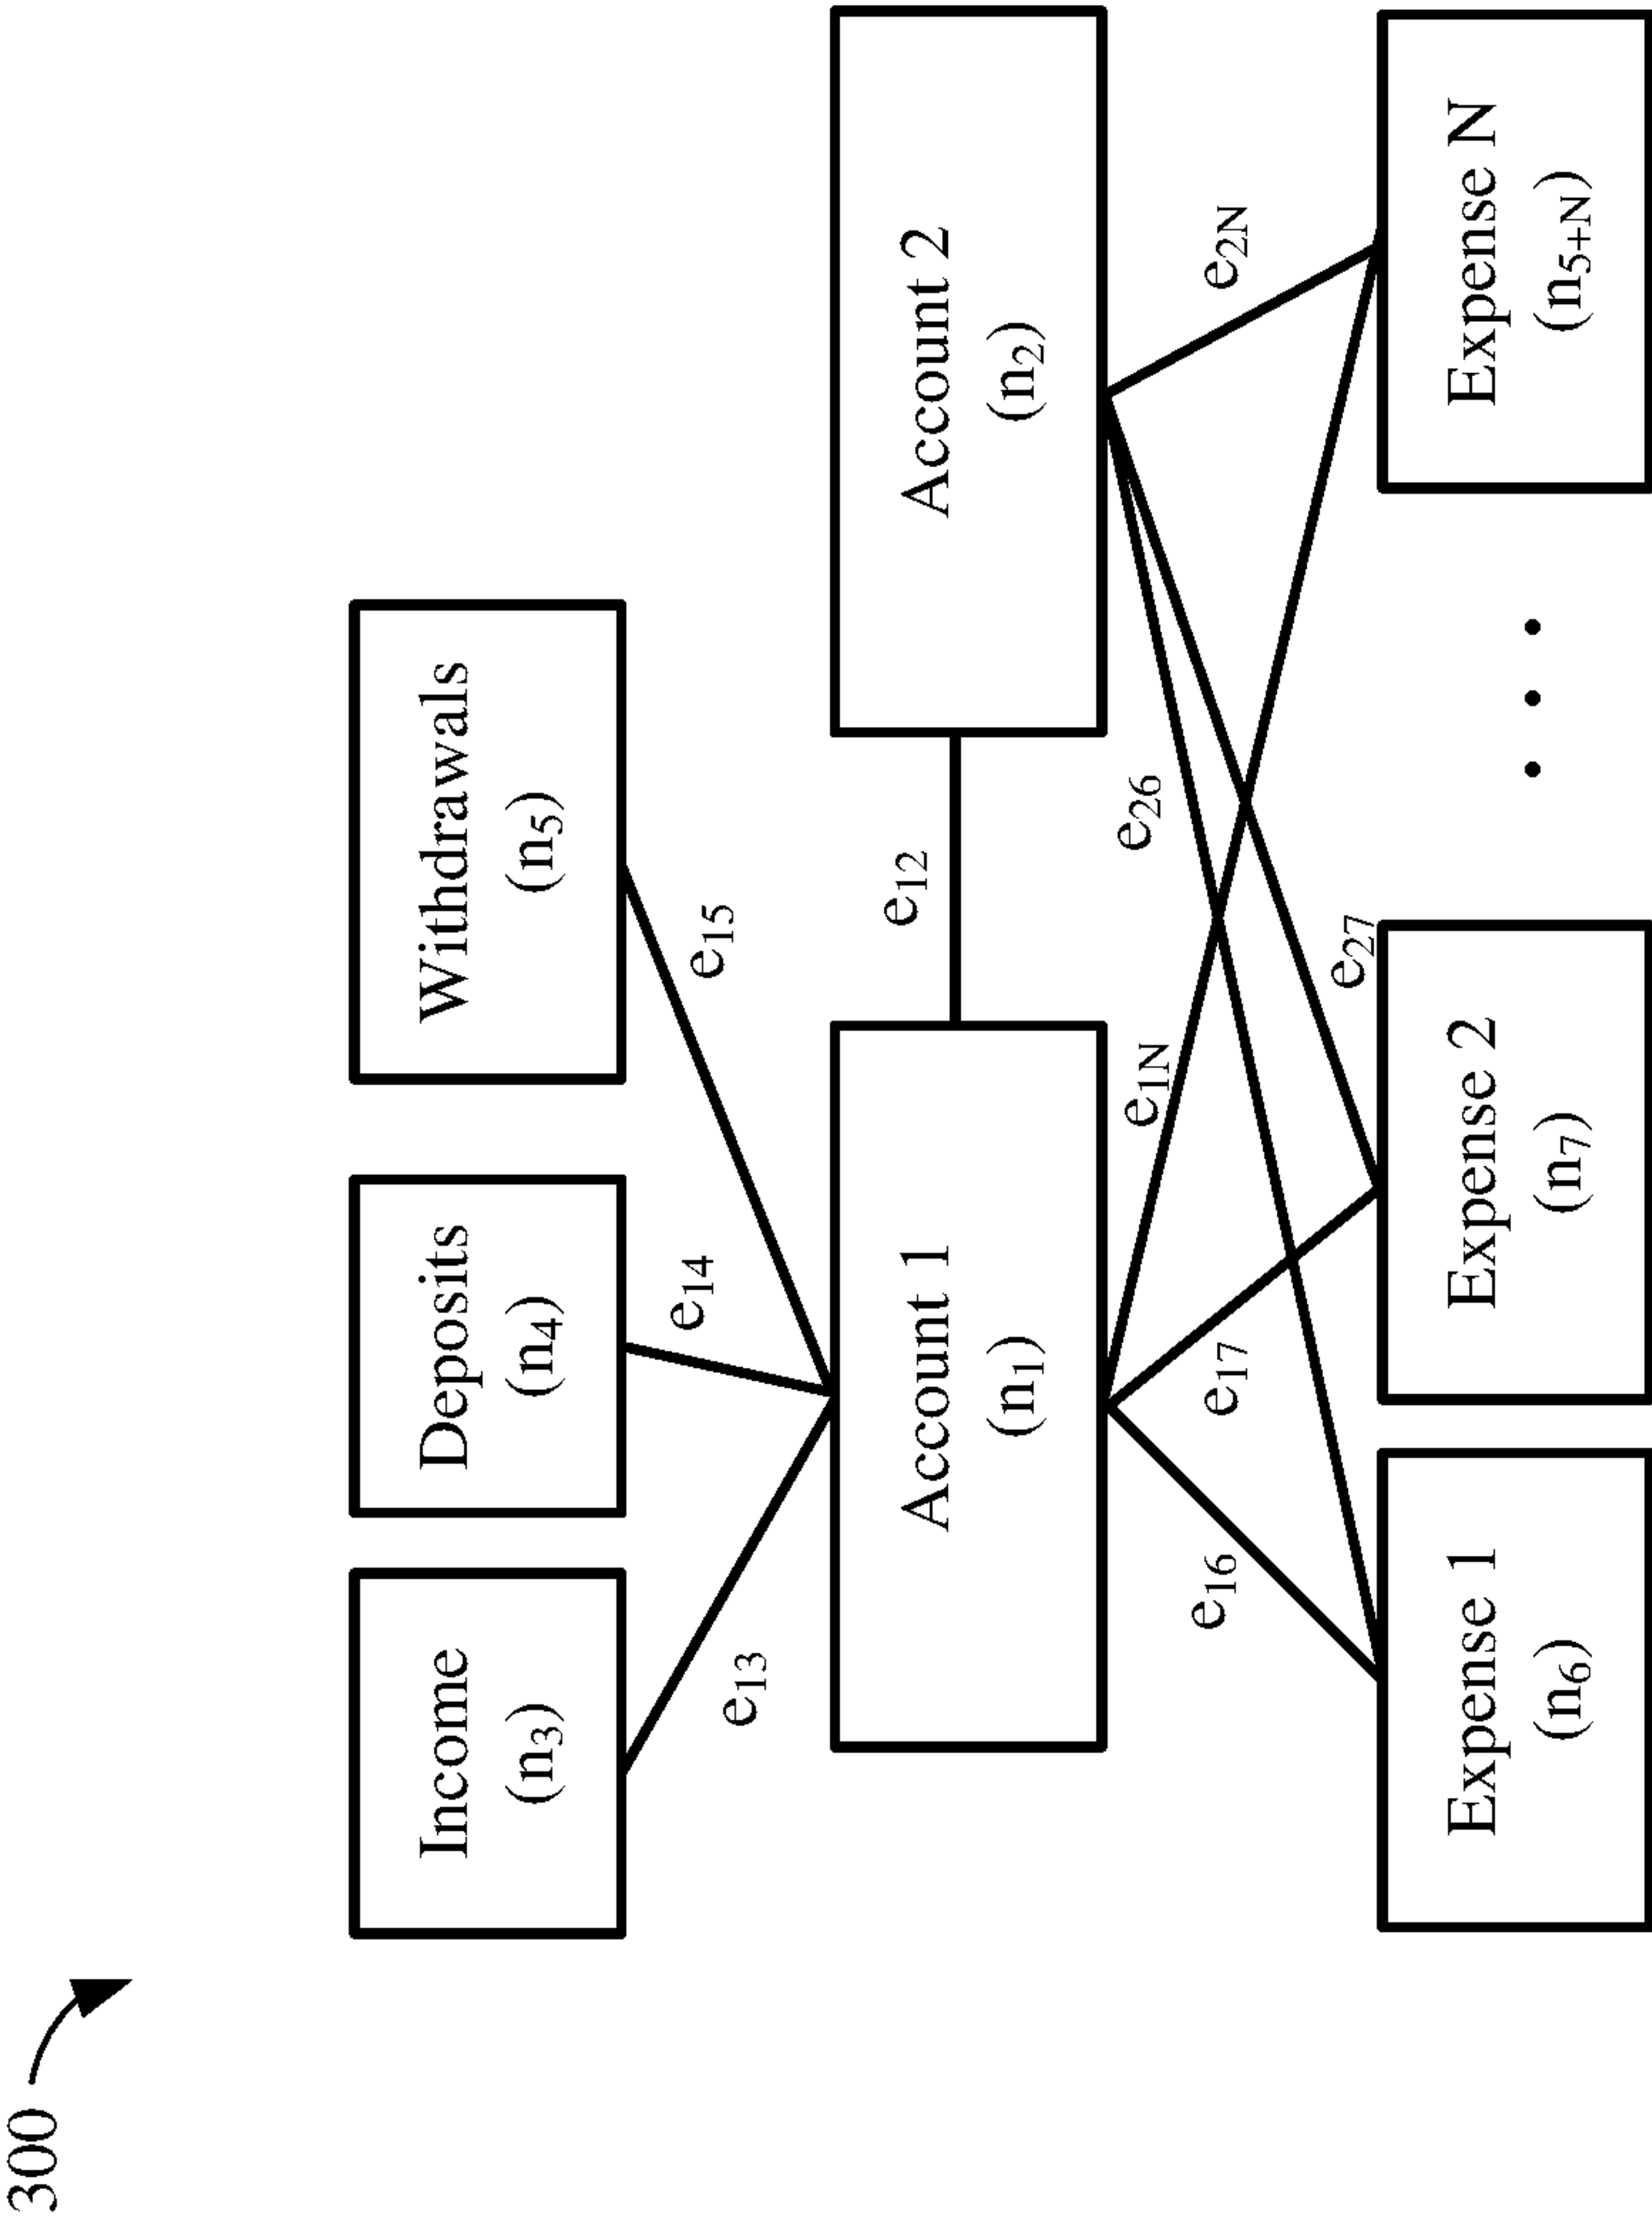 300
Income
(n3)
Deposits
(n4)
Withdrawals
(n5)
e13
e14
e15
Account 1
(n1)
e12
Account 2
(n2)
e16
e17
e1N
e26
e27
e2N
Expense 1
(n6)
Expense 2
(n7)
Expense N
(n5+N)